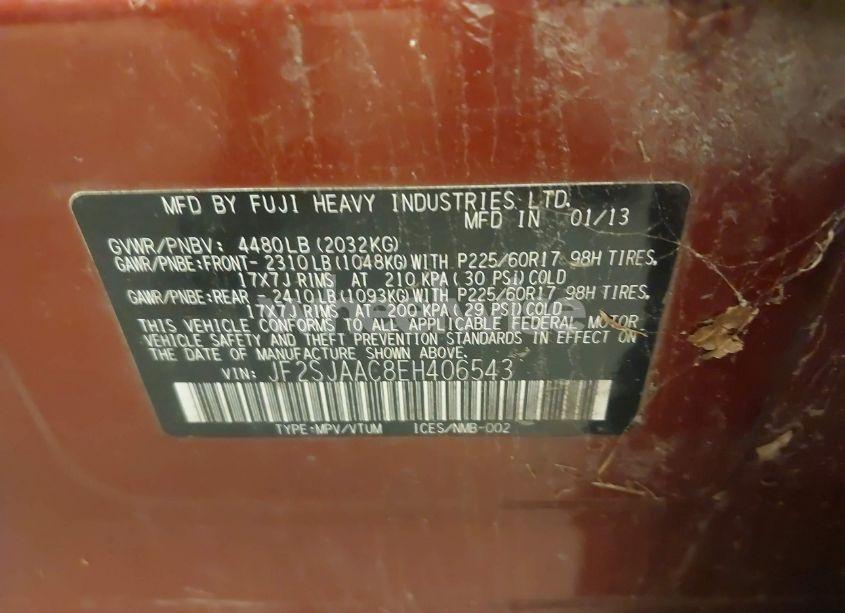 MFD BY FUJI HEAVY INDUSTRIES LTD.
MFD IN 01/13
GVWR/PNBV: 4480LB(2032KG)
GAWR/PNBE:FRONT-2310LB(1048KG)WITH P225/60R17 98H TIRES,
17X7J RIMS AT 210 KPA(30 PSI)COLD
GAWR/PNBE:REAR -2410LB(1093KG)WITH P225/60R17 98H TIRES,
17X7J RIMS AT 200 KPA(29 PSI)COLD
THIS VEHICLE CONFORMS TO ALL APPLICABLE FEDERAL MOTOR
VEHICLE SAFETY AND THEFT PREVENTION STANDARDS IN EFFECT ON
THE DATE OF MANUFACTURE SHOWN ABOVE.
VIN: JF2SJAAC8EH406543
TYPE:MPV/VTUM ICES/NMB-002